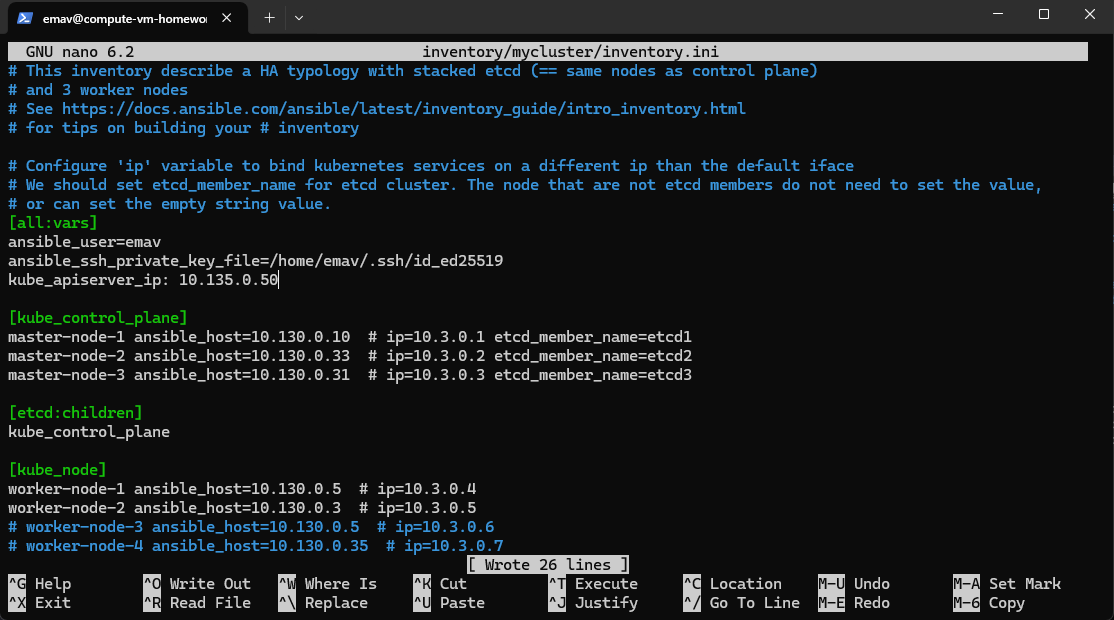 emav@compute-vm-homewor
GNU nano 6.2 inventory/mycluster/inventory.ini
# This inventory describe a HA typology with stacked etcd (== same nodes as control plane)
# and 3 worker nodes
# See https://docs.ansible.com/ansible/latest/inventory_guide/intro_inventory.html
# for tips on building your # inventory
# Configure 'ip' variable to bind kubernetes services on a different ip than the default iface
# We should set etcd_member_name for etcd cluster. The node that are not etcd members do not need to set the value,
# or can set the empty string value.
[all:vars]
ansible_user=emav
ansible_ssh_private_key_file=/home/emav/.ssh/id_ed25519
kube_apiserver_ip: 10.135.0.50
[kube_control_plane]
master-node-1 ansible_host=10.130.0.10  # ip=10.3.0.1 etcd_member_name=etcd1
master-node-2 ansible_host=10.130.0.33  # ip=10.3.0.2 etcd_member_name=etcd2
master-node-3 ansible_host=10.130.0.31  # ip=10.3.0.3 etcd_member_name=etcd3
[etcd:children]
kube_control_plane
[kube_node]
worker-node-1 ansible_host=10.130.0.5  # ip=10.3.0.4
worker-node-2 ansible_host=10.130.0.3  # ip=10.3.0.5
# worker-node-3 ansible_host=10.130.0.5  # ip=10.3.0.6
# worker-node-4 ansible_host=10.130.0.35  # ip=10.3.0.7
[ Wrote 26 lines ]
^G Help ^O Write Out ^W Where Is ^K Cut ^T Execute ^C Location M-U Undo M-A Set Mark
^X Exit ^R Read File ^\ Replace ^U Paste ^J Justify ^/ Go To Line M-E Redo M-6 Copy